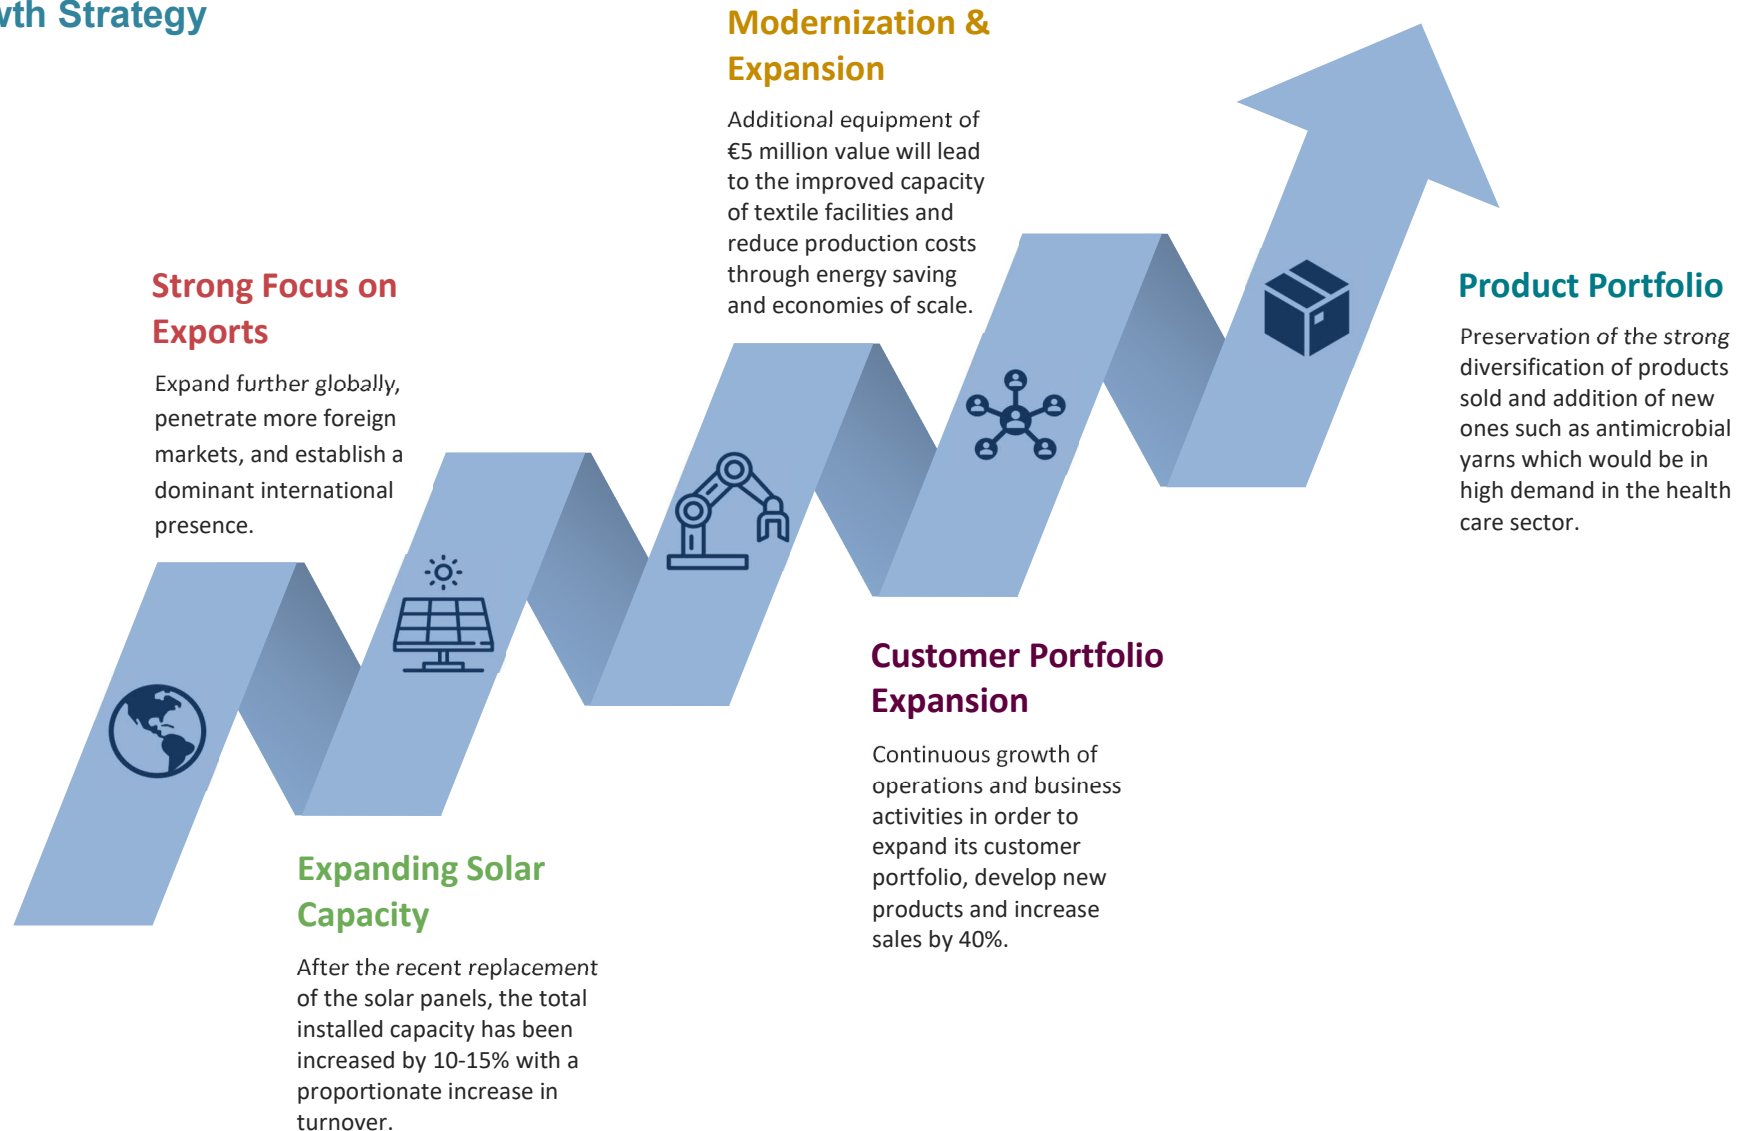 wth Strategy
Strong Focus on
Exports
Expand further globally,
penetrate more foreign
markets, and establish a
dominant international
presence.
Expanding Solar
Capacity
After the recent replacement
of the solar panels, the total
installed capacity has been
increased by 10-15% with a
proportionate increase in
turnover.
Modernization &
Expansion
Additional equipment of
€5 million value will lead
to the improved capacity
of textile facilities and
reduce production costs
through energy saving
and economies of scale.
Customer Portfolio
Expansion
Continuous growth of
operations and business
activities in order to
expand its customer
portfolio, develop new
products and increase
sales by 40%.
Product Portfolio
Preservation of the strong
diversification of products
sold and addition of new
ones such as antimicrobial
yarns which would be in
high demand in the health
care sector.